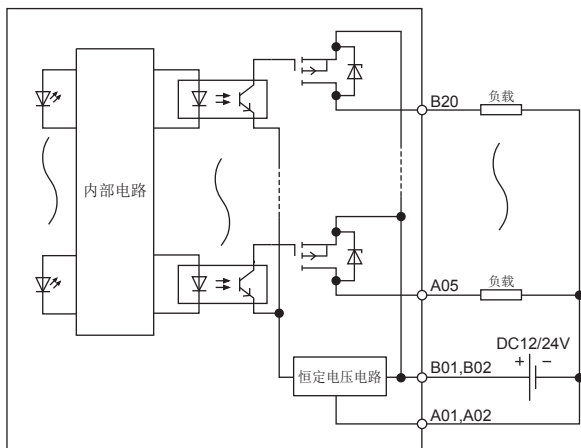 B20
负载
内部电路
A05
负载
DC12/24V
恒定电压电路
B01,B02
+ −
A01,A02